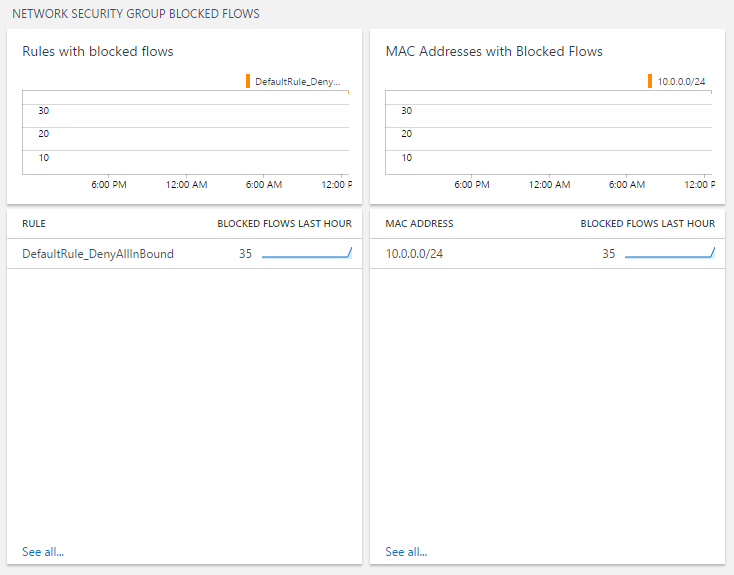 NETWORK SECURITY GROUP BLOCKED FLOWS
Rules with blocked flows
DefaultRule_Deny...
30
20
10
6:00 PM
12:00 AM
6:00 AM
12:00 P
RULE
BLOCKED FLOWS LAST HOUR
DefaultRule_DenyAllInBound
35
See all...
MAC Addresses with Blocked Flows
10.0.0.0/24
30
20
10
6:00 PM
12:00 AM
6:00 AM
12:00 P
MAC ADDRESS
BLOCKED FLOWS LAST HOUR
10.0.0.0/24
35
See all...